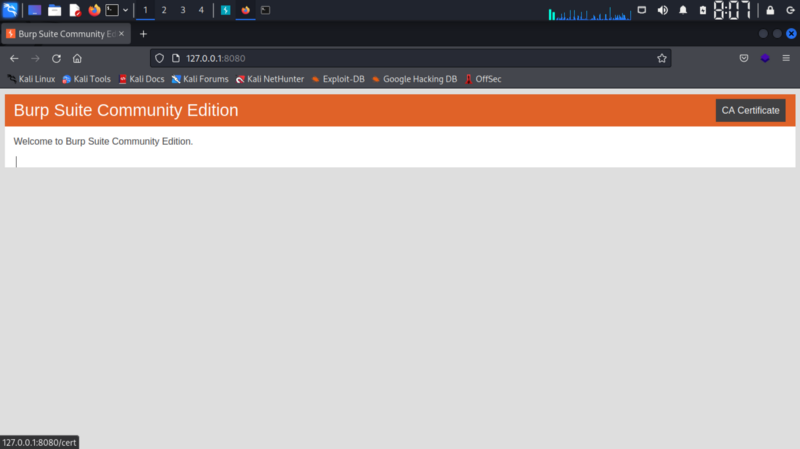 1 2 3 4 8:07
Burp Suite Community Ed
127.0.0.1:8080
Kali Linux Kali Tools Kali Docs Kali Forums Kali NetHunter Exploit-DB Google Hacking DB OffSec
Burp Suite Community Edition CA Certificate
Welcome to Burp Suite Community Edition.
127.0.0.1:8080/cert